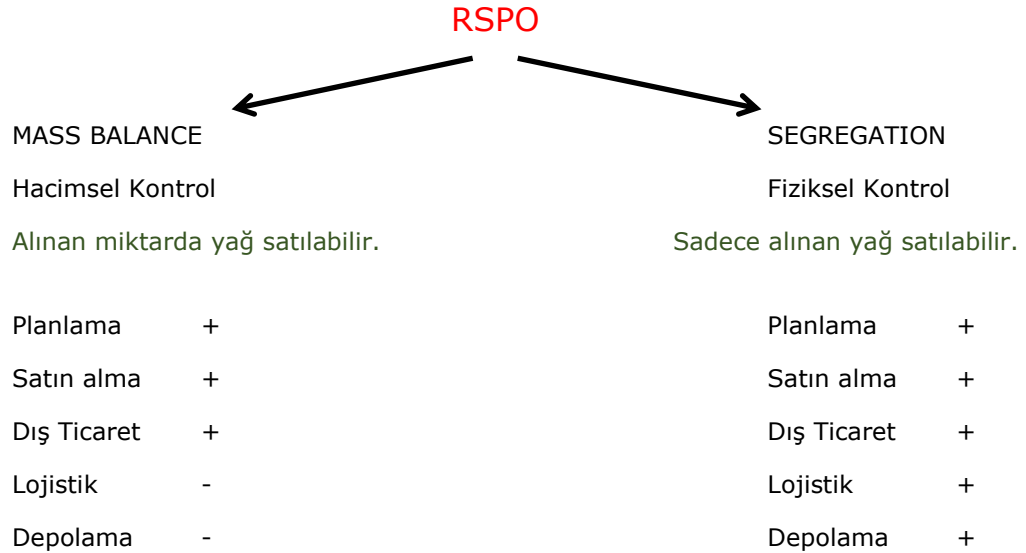 RSPO
MASS BALANCE SEGREGATION
Hacimsel Kontrol Fiziksel Kontrol
Alınan miktarda yağ satılabilir. Sadece alınan yağ satılabilir.
Planlama + Planlama +
Satın alma + Satın alma +
Dış Ticaret + Dış Ticaret +
Lojistik - Lojistik +
Depolama - Depolama +